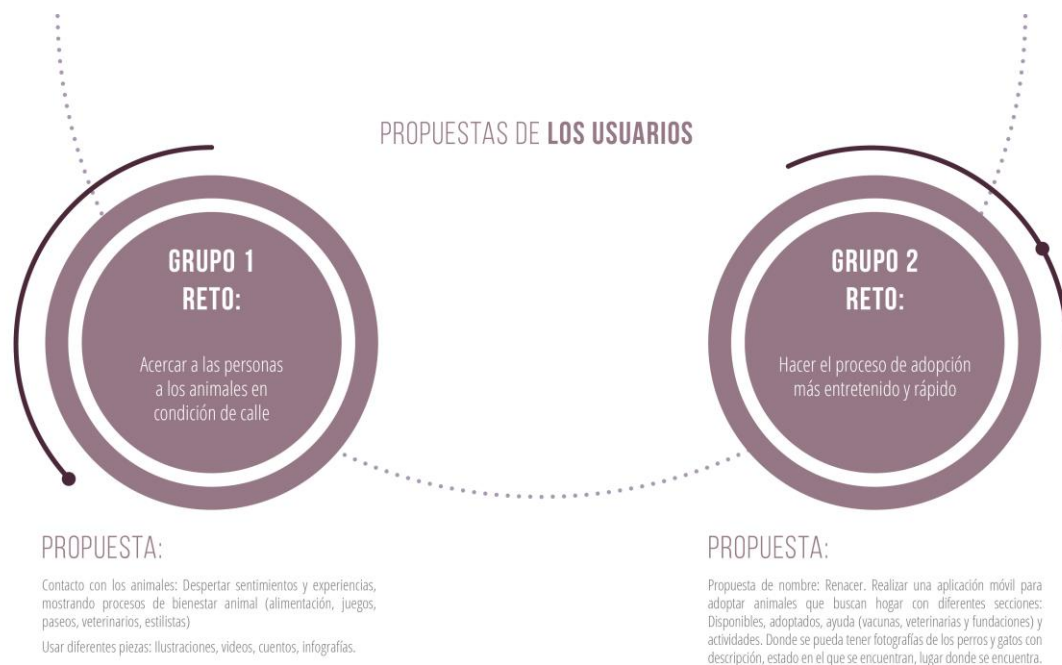 PROPUESTAS DE LOS USUARIOS
GRUPO 1
RETO:
Acercar a las personas
a los animales en
condición de calle
PROPUESTA:
Contacto con los animales: Despertar sentimientos y experiencias,
mostrando procesos de bienestar animal (alimentación, juegos,
paseos, veterinarios, estilistas)
Usar diferentes piezas: Ilustraciones, videos, cuentos, infografías.
GRUPO 2
RETO:
Hacer el proceso de adopción
más entretenido y rápido
PROPUESTA:
Propuesta de nombre: Renacer. Realizar una aplicación móvil para
adoptar animales que buscan hogar con diferentes secciones:
Disponibles, adoptados, ayuda (vacunas, veterinarias y fundaciones) y
actividades. Donde se pueda tener fotografías de los perros y gatos con
descripción, estado en el que se encuentran, lugar donde se encuentra.